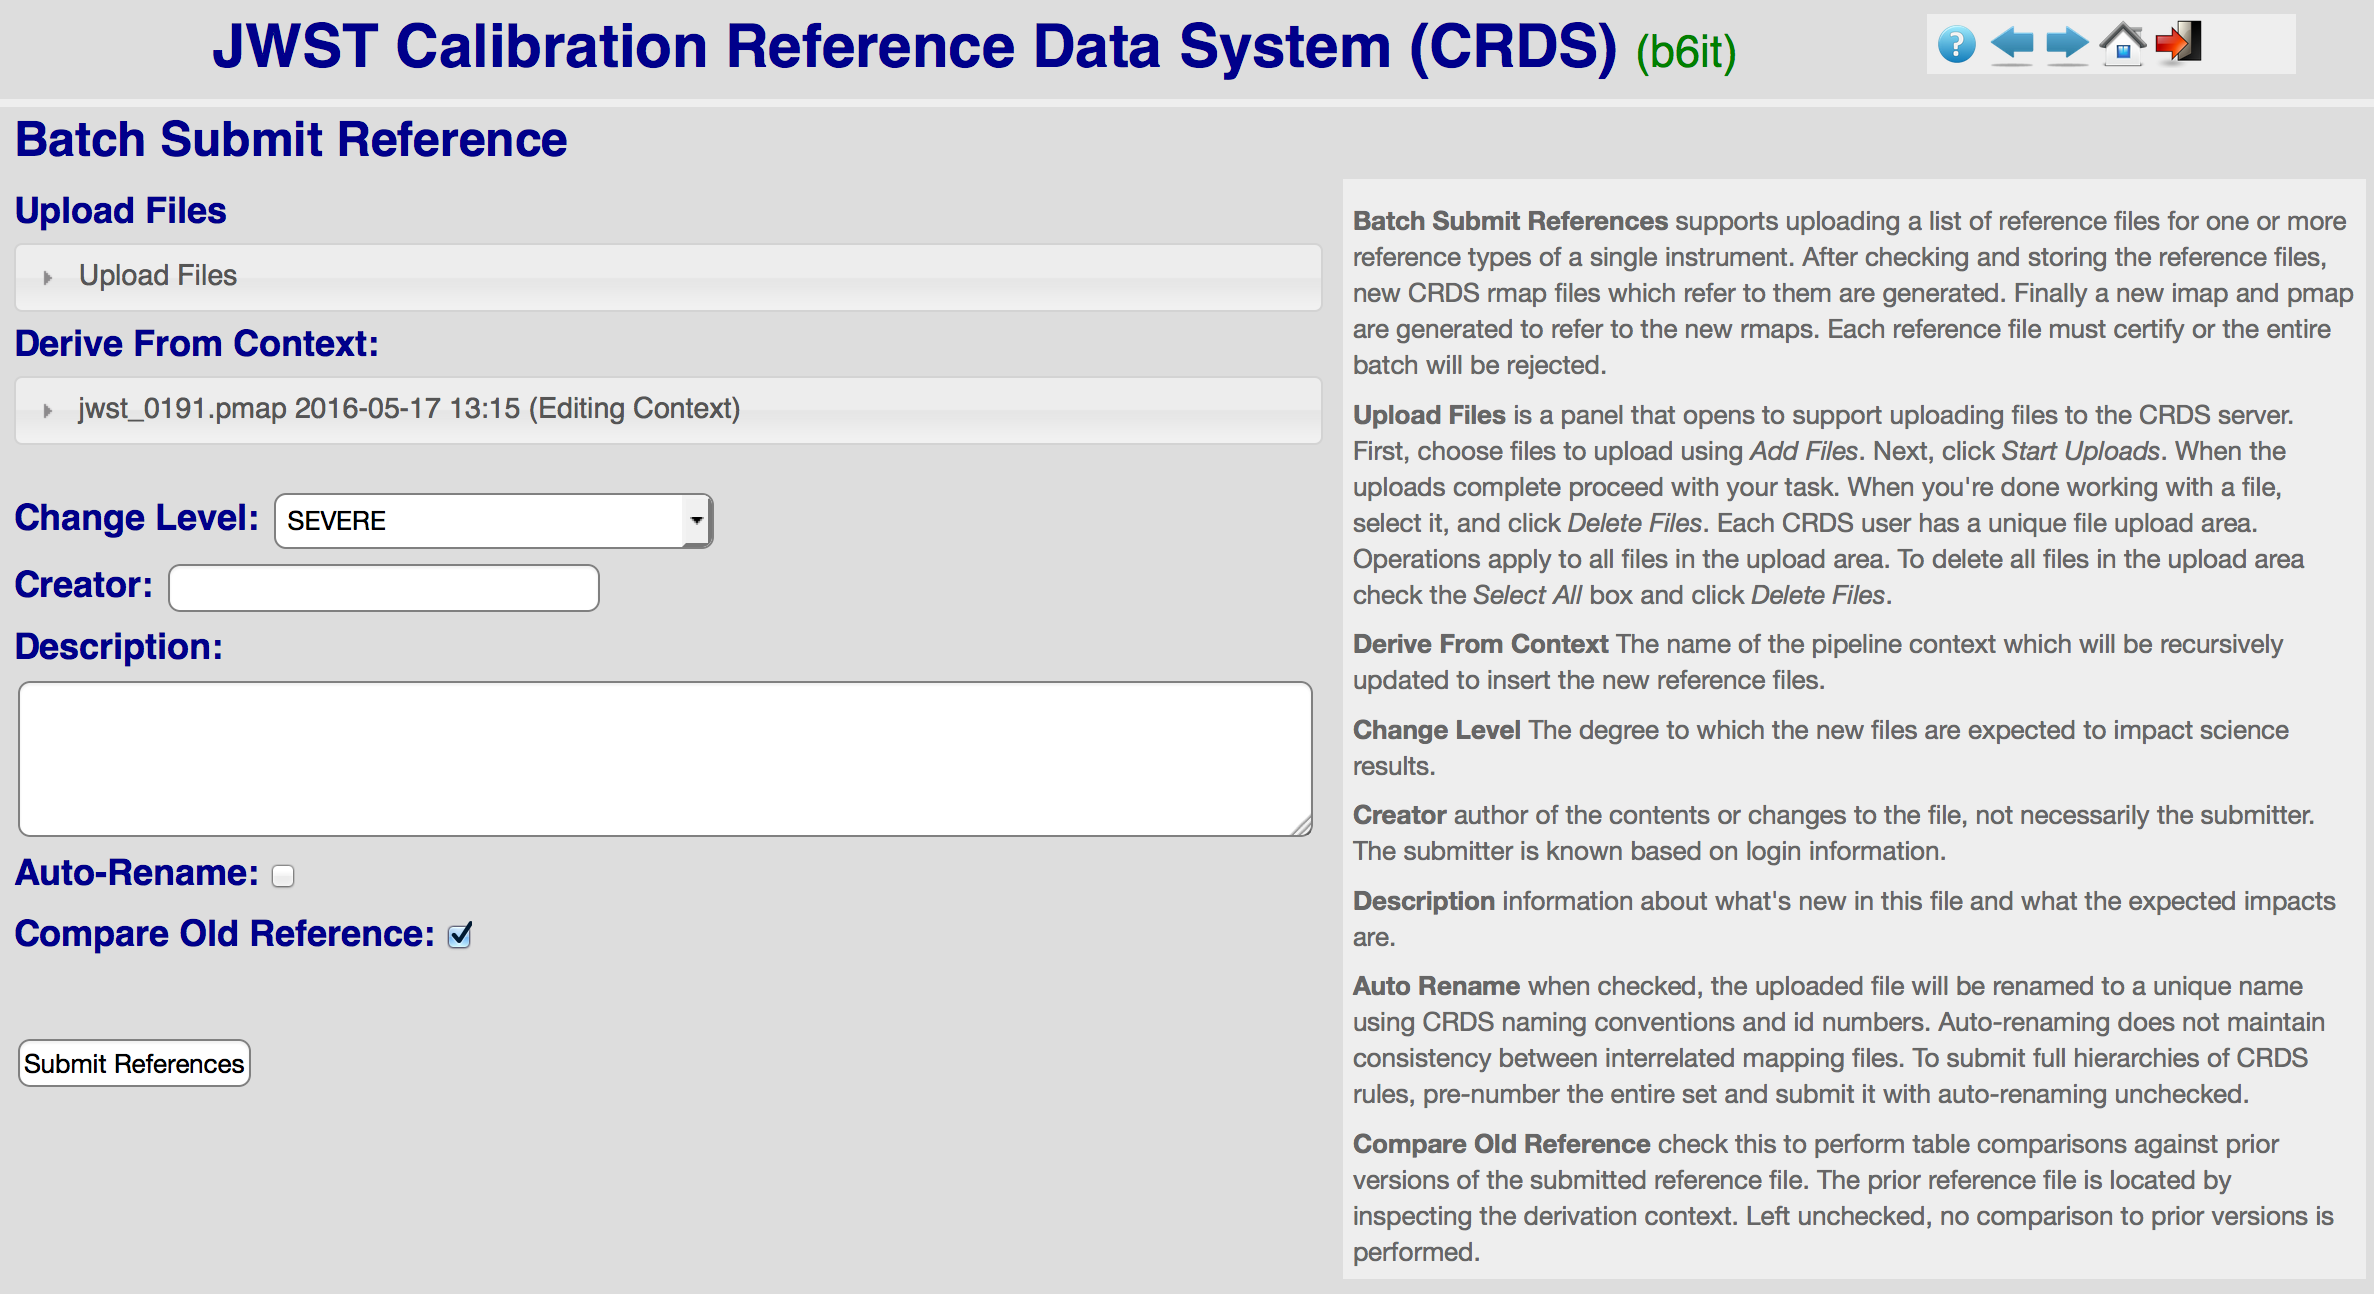 JWST Calibration Reference Data System (CRDS) (b6it)
?
Batch Submit Reference
Upload Files
Upload Files
Derive From Context:
jwst_0191.pmap 2016-05-17 13:15 (Editing Context)
Change Level: SEVERE
Creator:
Description:
Auto-Rename:
Compare Old Reference:
Submit References
Batch Submit References supports uploading a list of reference files for one or more
reference types of a single instrument. After checking and storing the reference files,
new CRDS rmap files which refer to them are generated. Finally a new imap and pmap
are generated to refer to the new rmaps. Each reference file must certify or the entire
batch will be rejected.
Upload Files is a panel that opens to support uploading files to the CRDS server.
First, choose files to upload using Add Files. Next, click Start Uploads. When the
uploads complete proceed with your task. When you're done working with a file,
select it, and click Delete Files. Each CRDS user has a unique file upload area.
Operations apply to all files in the upload area. To delete all files in the upload area
check the Select All box and click Delete Files.
Derive From Context The name of the pipeline context which will be recursively
updated to insert the new reference files.
Change Level The degree to which the new files are expected to impact science
results.
Creator author of the contents or changes to the file, not necessarily the submitter.
The submitter is known based on login information.
Description information about what's new in this file and what the expected impacts
are.
Auto Rename when checked, the uploaded file will be renamed to a unique name
using CRDS naming conventions and id numbers. Auto-renaming does not maintain
consistency between interrelated mapping files. To submit full hierarchies of CRDS
rules, pre-number the entire set and submit it with auto-renaming unchecked.
Compare Old Reference check this to perform table comparisons against prior
versions of the submitted reference file. The prior reference file is located by
inspecting the derivation context. Left unchecked, no comparison to prior versions is
performed.